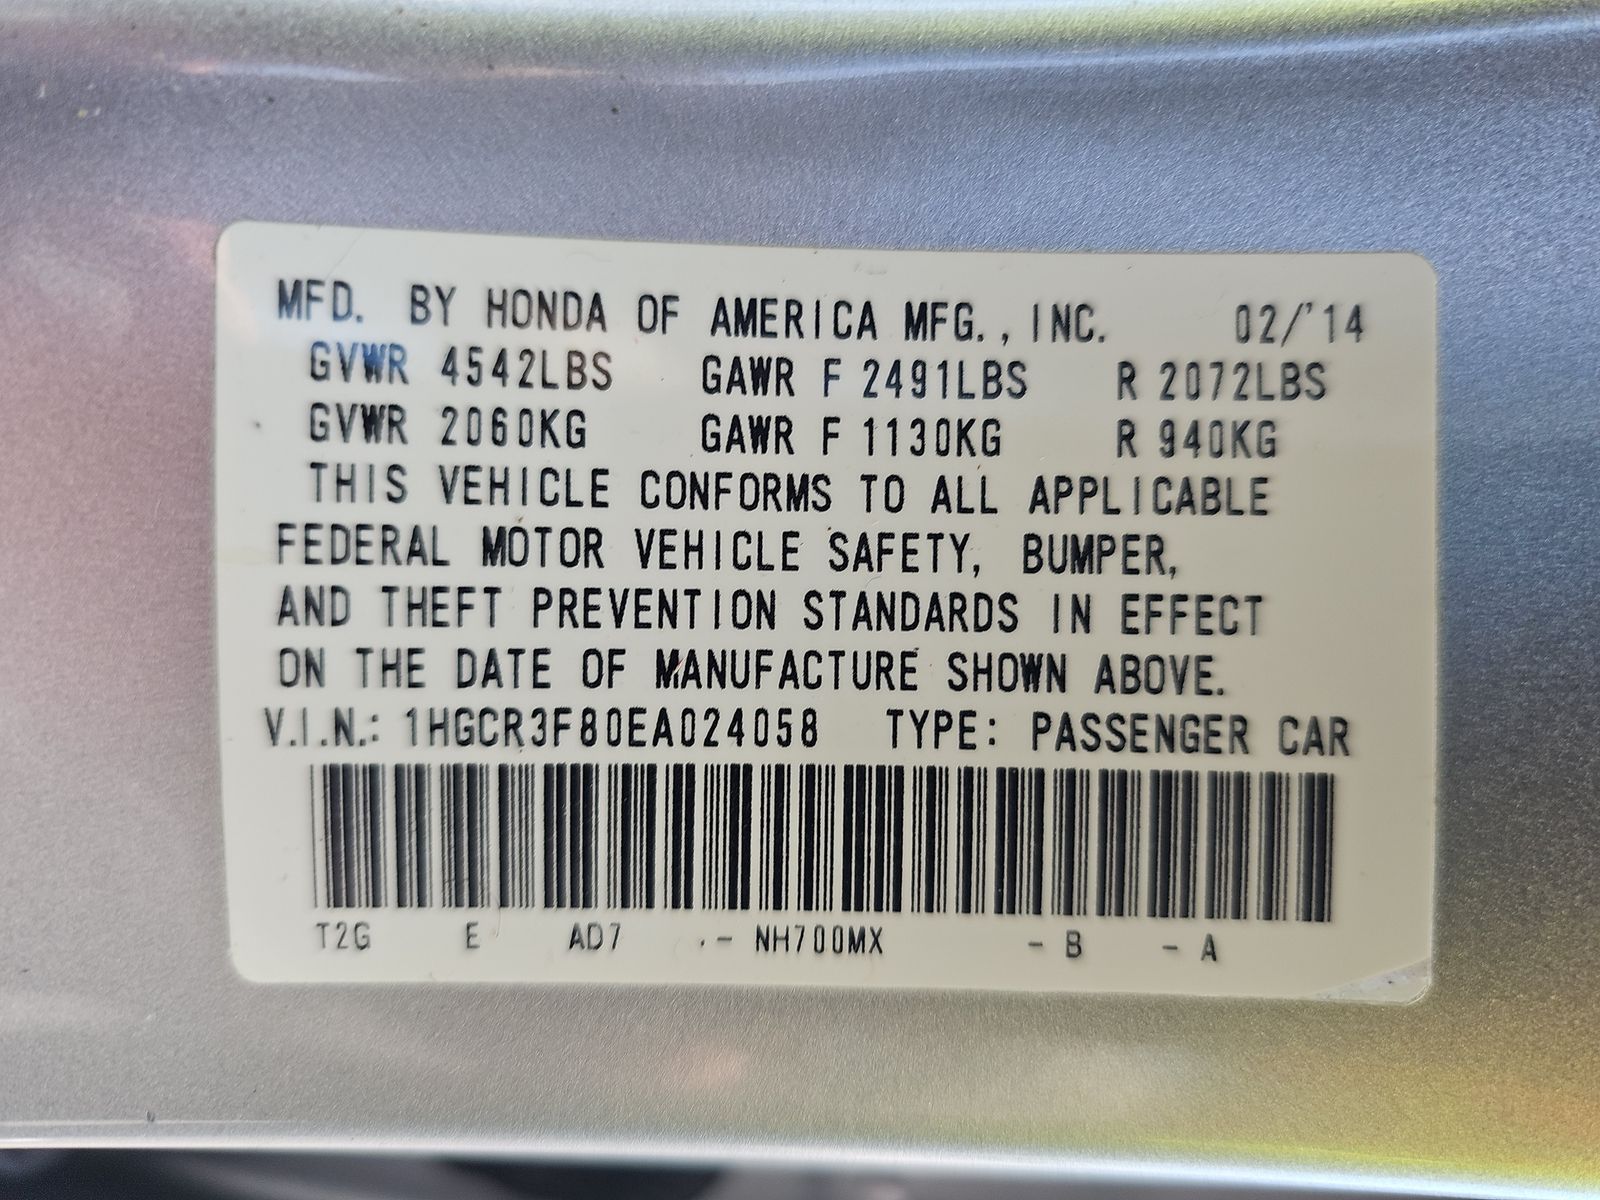 MFD. BY HONDA OF AMERICA MFG., INC. 02/'14
GVWR 4542LBS GAWR F 2491LBS R 2072LBS
GVWR 2060KG GAWR F 1130KG R 940KG
THIS VEHICLE CONFORMS TO ALL APPLICABLE
FEDERAL MOTOR VEHICLE SAFETY, BUMPER,
AND THEFT PREVENTION STANDARDS IN EFFECT
ON THE DATE OF MANUFACTURE SHOWN ABOVE.
V.I.N.: 1HGCR3F80EA024058 TYPE: PASSENGER CAR
T2G E AD7 .- NH700MX - B - A